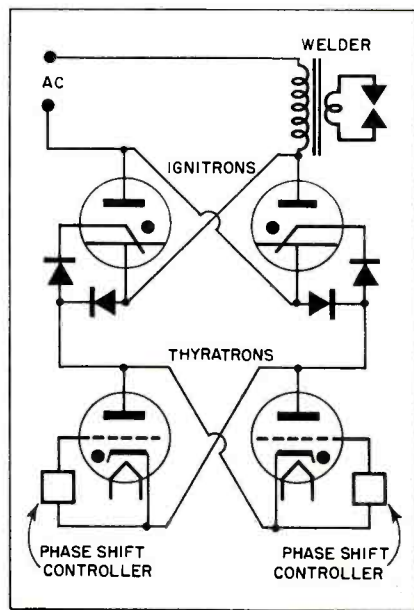 WELDER
AC
IGNITRONS
THYRATRONS
PHASE SHIFT
CONTROLLER
PHASE SHIFT
CONTROLLER